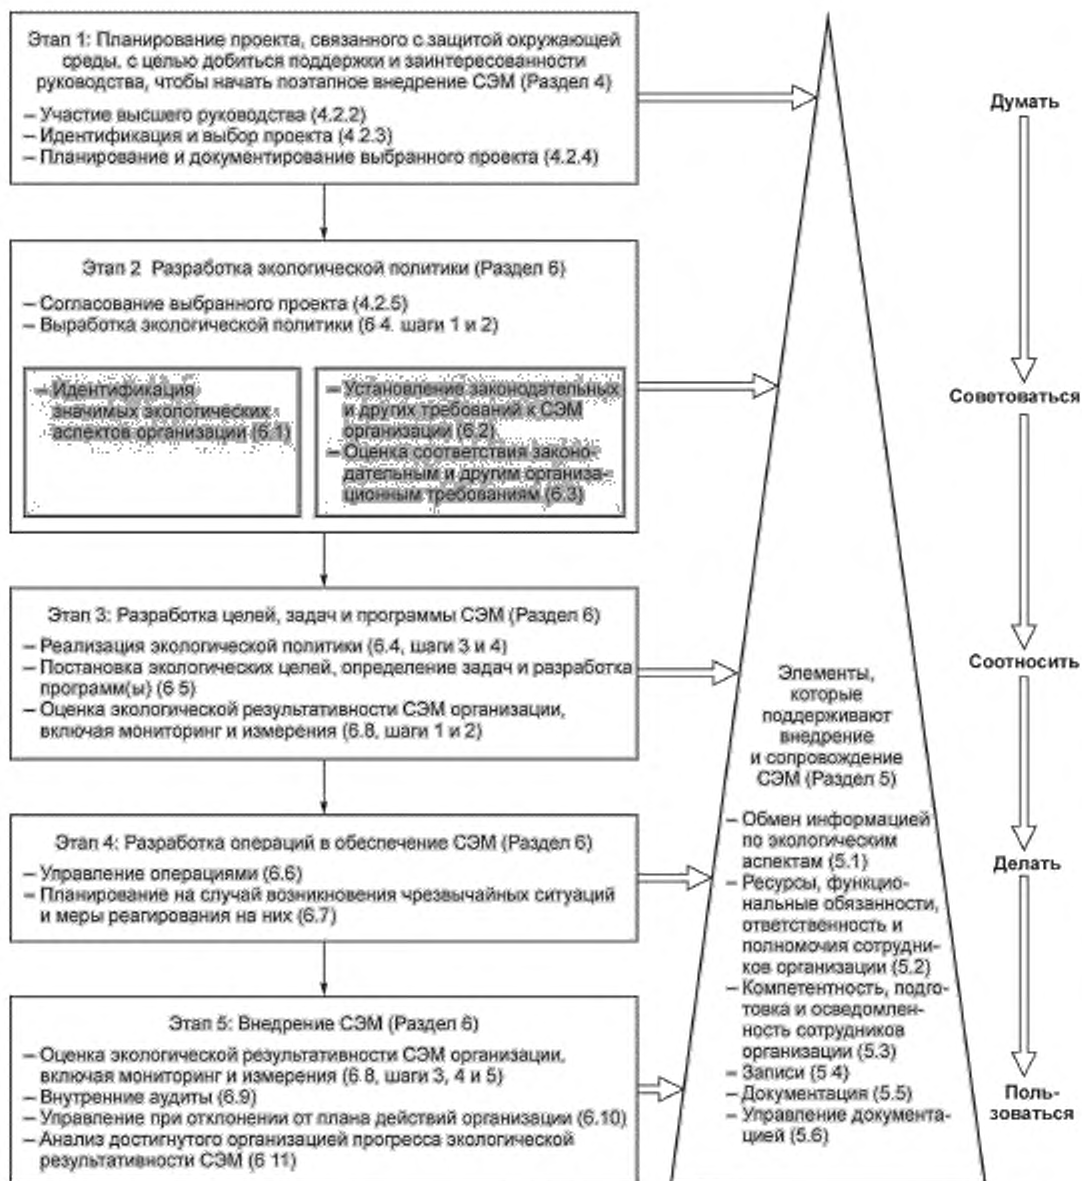 Этап 1: Планирование проекта, связанного с защитой окружающей
среды, с целью добиться поддержки и заинтересованности
руководства, чтобы начать поэтапное внедрение СЭМ (Раздел 4)
– Участие высшего руководства (4.2.2)
– Идентификация и выбор проекта (4.2.3)
– Планирование и документирование выбранного проекта (4.2.4)
Этап 2 Разработка экологической политики (Раздел 6)
– Согласование выбранного проекта (4.2.5)
– Выработка экологической политики (6 4. шаги 1 и 2)
– Идентификация
значимых экологических
аспектов организации (6.1)
– Установление законодательных
и других требований к СЭМ
организации (6.2)
– Оценка соответствия законо-
дательным и другим организа-
ционным требованиям (6.3)
Этап 3: Разработка целей, задач и программы СЭМ (Раздел 6)
– Реализация экологической политики (6.4, шаги 3 и 4)
– Постановка экологических целей, определение задач и разработка
программ(ы) (6 5)
– Оценка экологической результативности СЭМ организации,
включая мониторинг и измерения (6.8, шаги 1 и 2)
Этап 4: Разработка операций в обеспечение СЭМ (Раздел 6)
– Управление операциями (6.6)
– Планирование на случай возникновения чрезвычайных ситуаций
и меры реагирования на них (6.7)
Этап 5: Внедрение СЭМ (Раздел 6)
– Оценка экологической результативности СЭМ организации,
включая мониторинг и измерения (6.8, шаги 3, 4 и 5)
– Внутренние аудиты (6.9)
– Управление при отклонении от плана действий организации (6.10)
– Анализ достигнутого организацией прогресса экологической
результативности СЭМ (6 11)
Элементы,
которые
поддерживают
внедрение
и сопровождение
СЭМ (Раздел 5)
– Обмен информацией
по экологическим
аспектам (5.1)
– Ресурсы, функцио-
нальные обязанности,
ответственность и
полномочия сотрудни-
ков организации (5.2)
– Компетентность, подго-
товка и осведомлен-
ность сотрудников
организации (5.3)
– Записи (5 4)
– Документация (5.5)
– Управление документа-
цией (5.6)
Думать
Советоваться
Соотносить
Делать
Поль-
зоваться